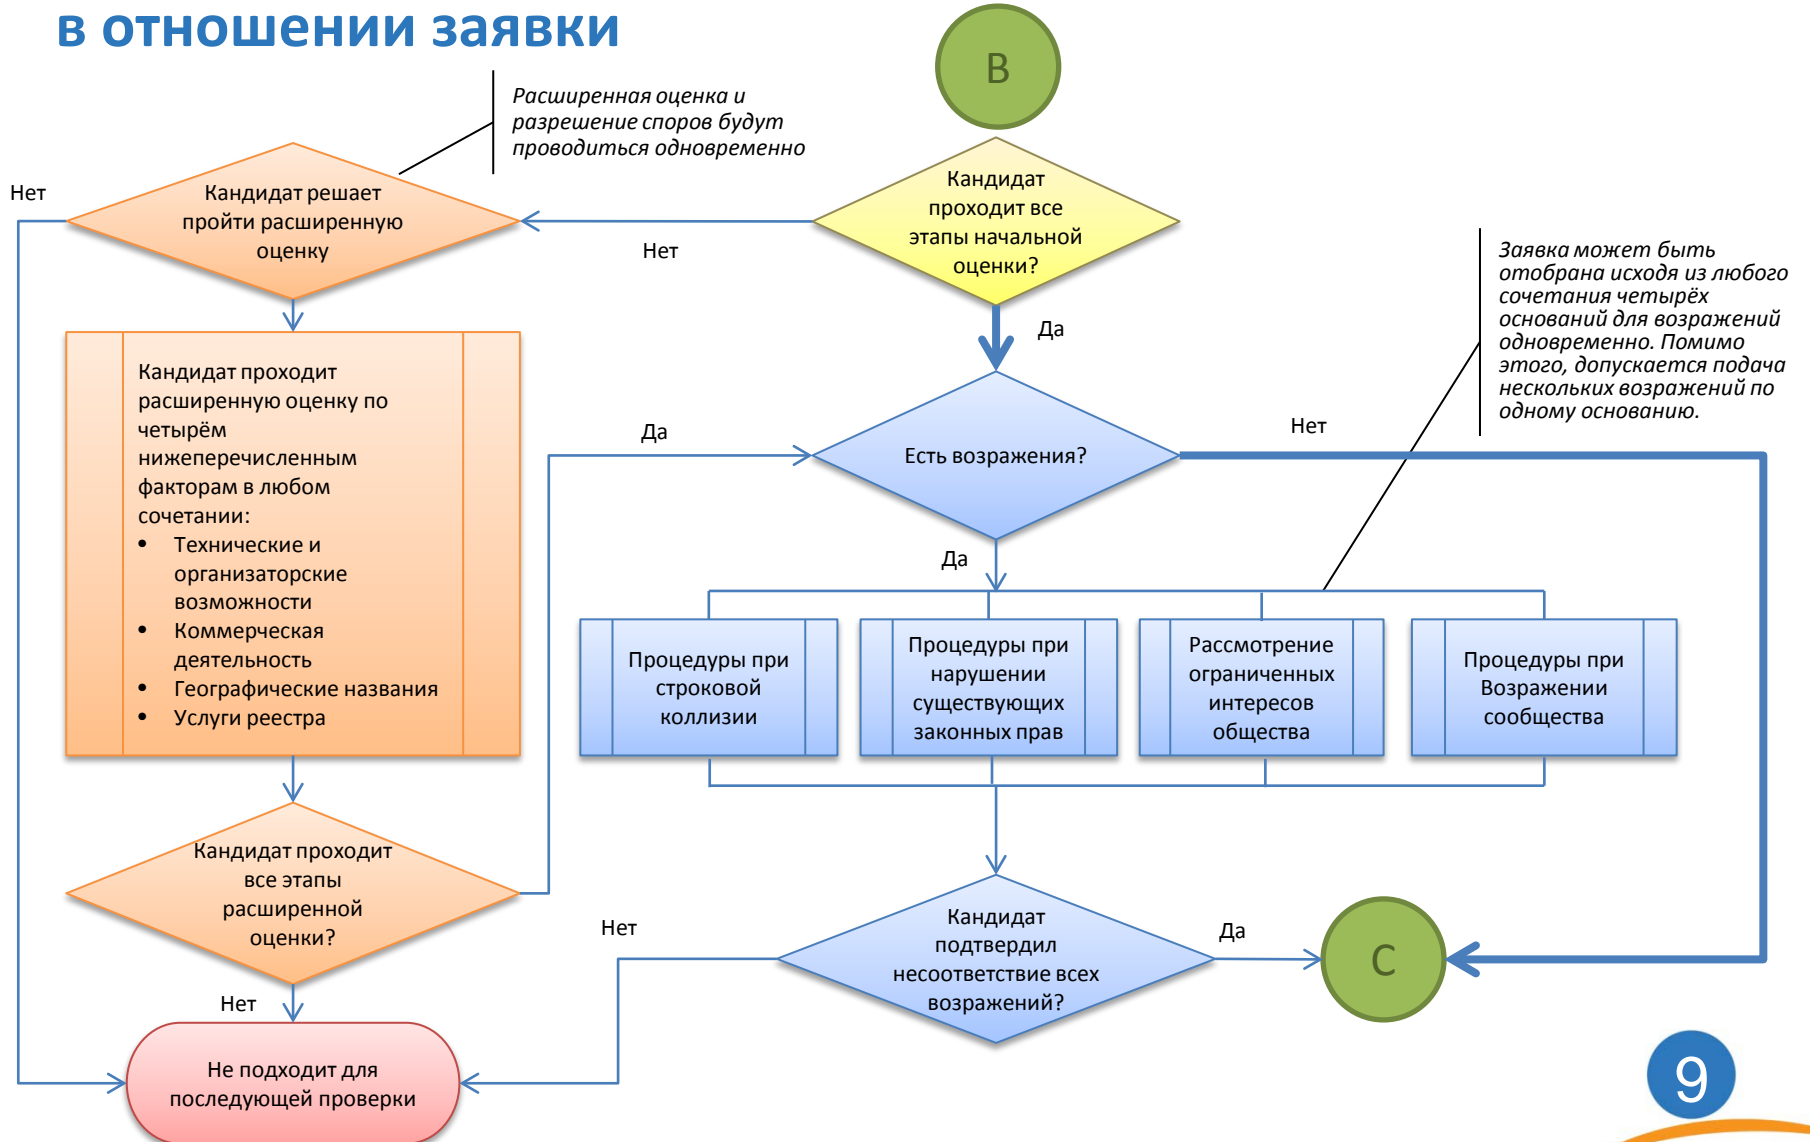 в отношении заявки
B
Расширенная оценка и
разрешение споров будут
проводиться одновременно
Нет
Кандидат решает
пройти расширенную
оценку
Нет
Кандидат
проходит все
этапы начальной
оценки?
Да
Заявка может быть
отобрана исходя из любого
сочетания четырёх
оснований для возражений
одновременно. Помимо
этого, допускается подача
нескольких возражений по
одному основанию.
Кандидат проходит
расширенную оценку по
четырём
нижеперечисленным
факторам в любом
сочетании:
• Технические и
организаторские
возможности
• Коммерческая
деятельность
• Географические названия
• Услуги реестра
Да
Есть возражения?
Нет
Да
Процедуры при
строковой
коллизии
Процедуры при
нарушении
существующих
законных прав
Рассмотрение
ограниченных
интересов
общества
Процедуры при
Возражении
сообщества
Кандидат проходит
все этапы
расширенной
оценки?
Нет
Нет
Кандидат
подтвердил
несоответствие всех
возражений?
Да
C
Не подходит для
последующей проверки
9